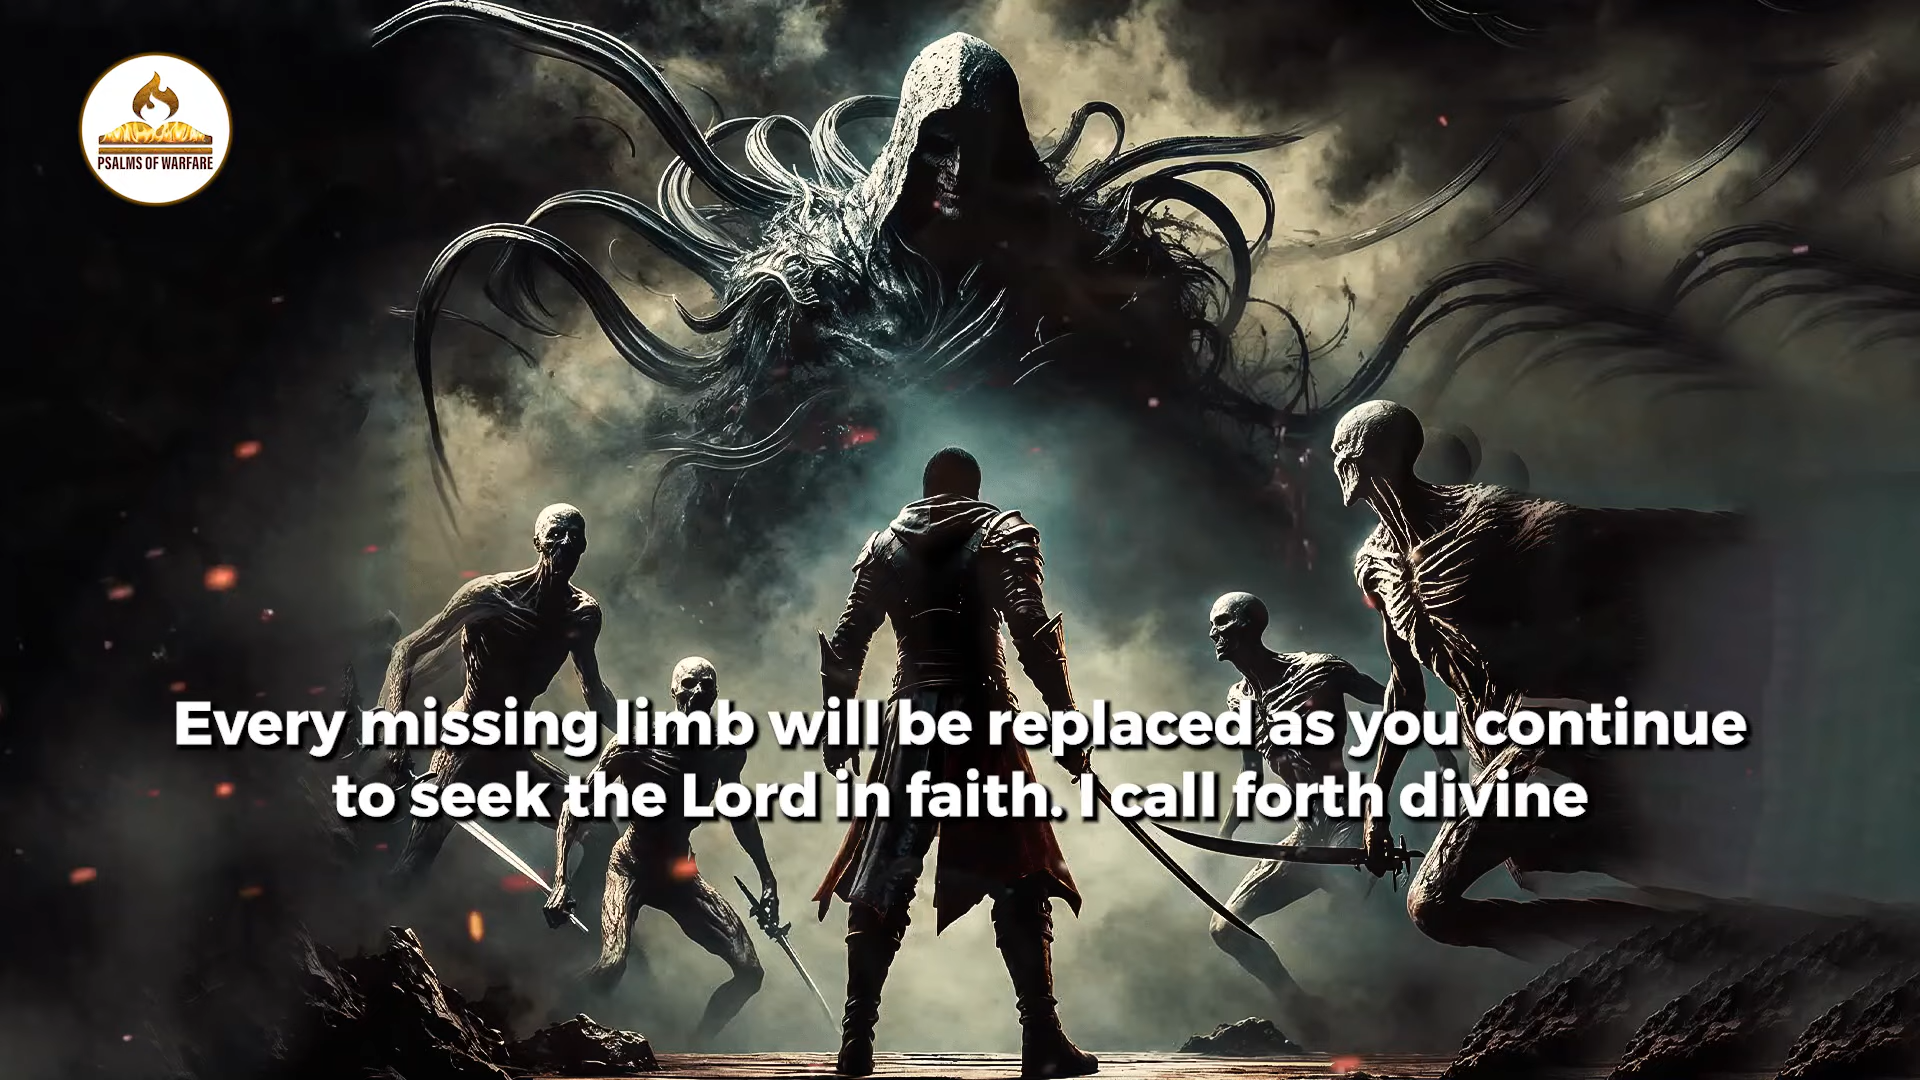 PSALMS OF WARFARE
Every missing limb will be replaced as you continue
to seek the Lord in faith. I call forth divine